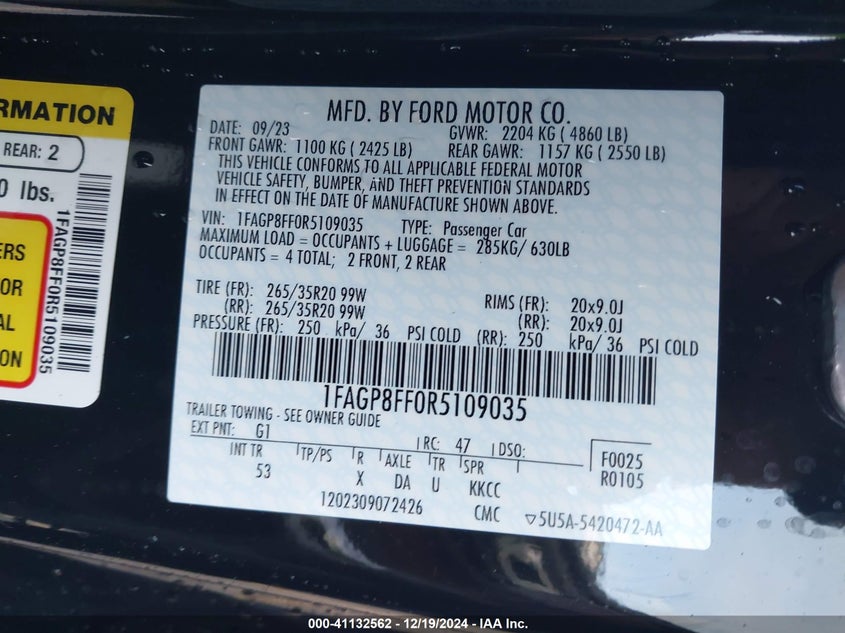 RMATION
REAR: 2
0 lbs.
ERS
OR
AL
ION
1FAGP8FF0R5109035
MFD. BY FORD MOTOR CO.
DATE: 09/23 GVWR: 2204 KG ( 4860 LB)
FRONT GAWR: 1100 KG ( 2425 LB) REAR GAWR: 1157 KG ( 2550 LB)
THIS VEHICLE CONFORMS TO ALL APPLICABLE FEDERAL MOTOR
VEHICLE SAFETY, BUMPER, AND THEFT PREVENTION STANDARDS
IN EFFECT ON THE DATE OF MANUFACTURE SHOWN ABOVE.
VIN: 1FAGP8FF0R5109035 TYPE: Passenger Car
MAXIMUM LOAD = OCCUPANTS + LUGGAGE = 285KG/ 630LB
OCCUPANTS = 4 TOTAL; 2 FRONT, 2 REAR
TIRE (FR): 265/35R20 99W RIMS (FR): 20x9.0J
(RR): 265/35R20 99W (RR): 20x9.0J
PRESSURE (FR): 250 kPa/ 36 PSI COLD (RR): 250 kPa/ 36 PSI COLD
1FAGP8FF0R5109035
TRAILER TOWING - SEE OWNER GUIDE
EXT PNT: G1 RC: 47 DSO: F0025
INT TR TP/PS R AXLE TR SPR R0105
53 X DA U KKCC
1202309072426 CMC ▽5U5A-5420472-AA
000-41132562 - 12/19/2024 - IAA Inc.